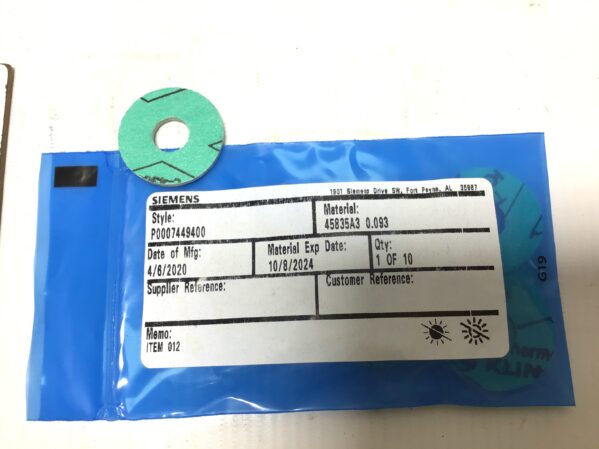 SIEMENS
1901 Siemens Drive SW, Fort Payne, AL 35967
Style:
P0007449400
Material:
45835A3 0.093
Date of Mfg:
4/6/2020
Material Exp Date:
10/8/2024
Qty:
1 OF 10
Supplier Reference:
Customer Reference:
Memo:
ITEM 012
G19
KLIN